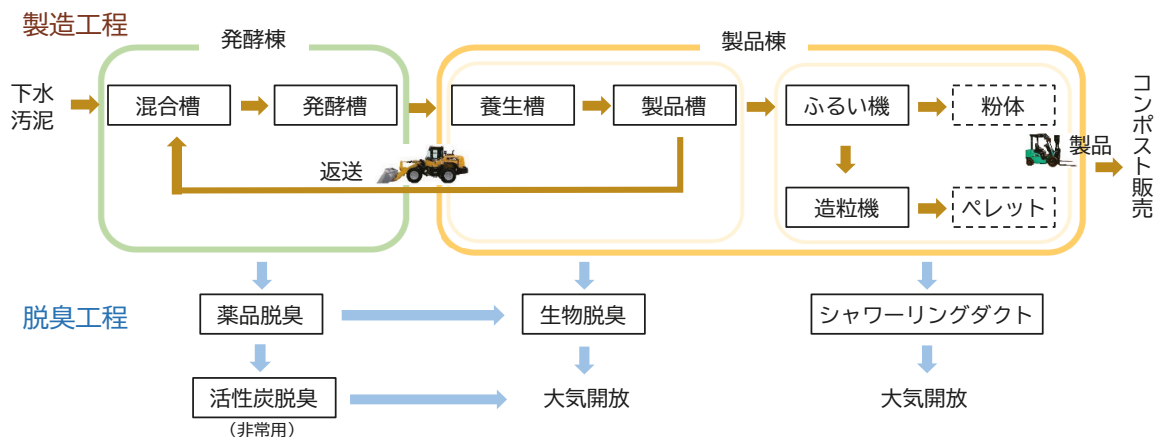 製造工程
発酵棟
製品棟
下水
汚泥
混合槽
発酵槽
養生槽
製品槽
ふるい機
粉体
返送
製品
コンポスト販売
造粒機
ペレット
脱臭工程
薬品脱臭
生物脱臭
シャワーリングダクト
活性炭脱臭
(非常用)
大気開放
大気開放